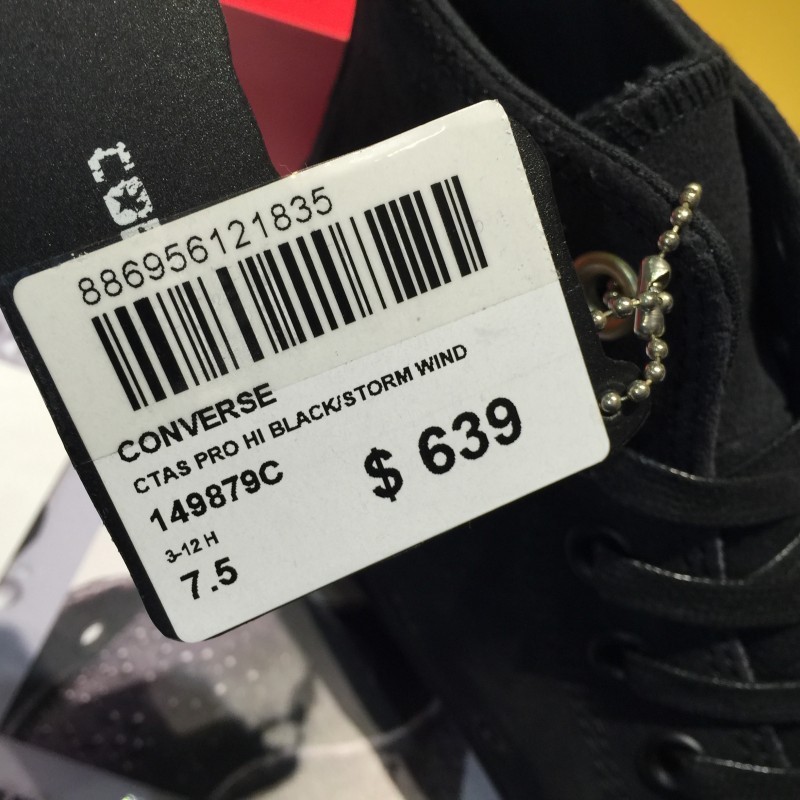 886956121835
CONVERSE
CTAS PRO HI BLACK/STORM WIND
149879C
$ 639
3-12 H
7.5